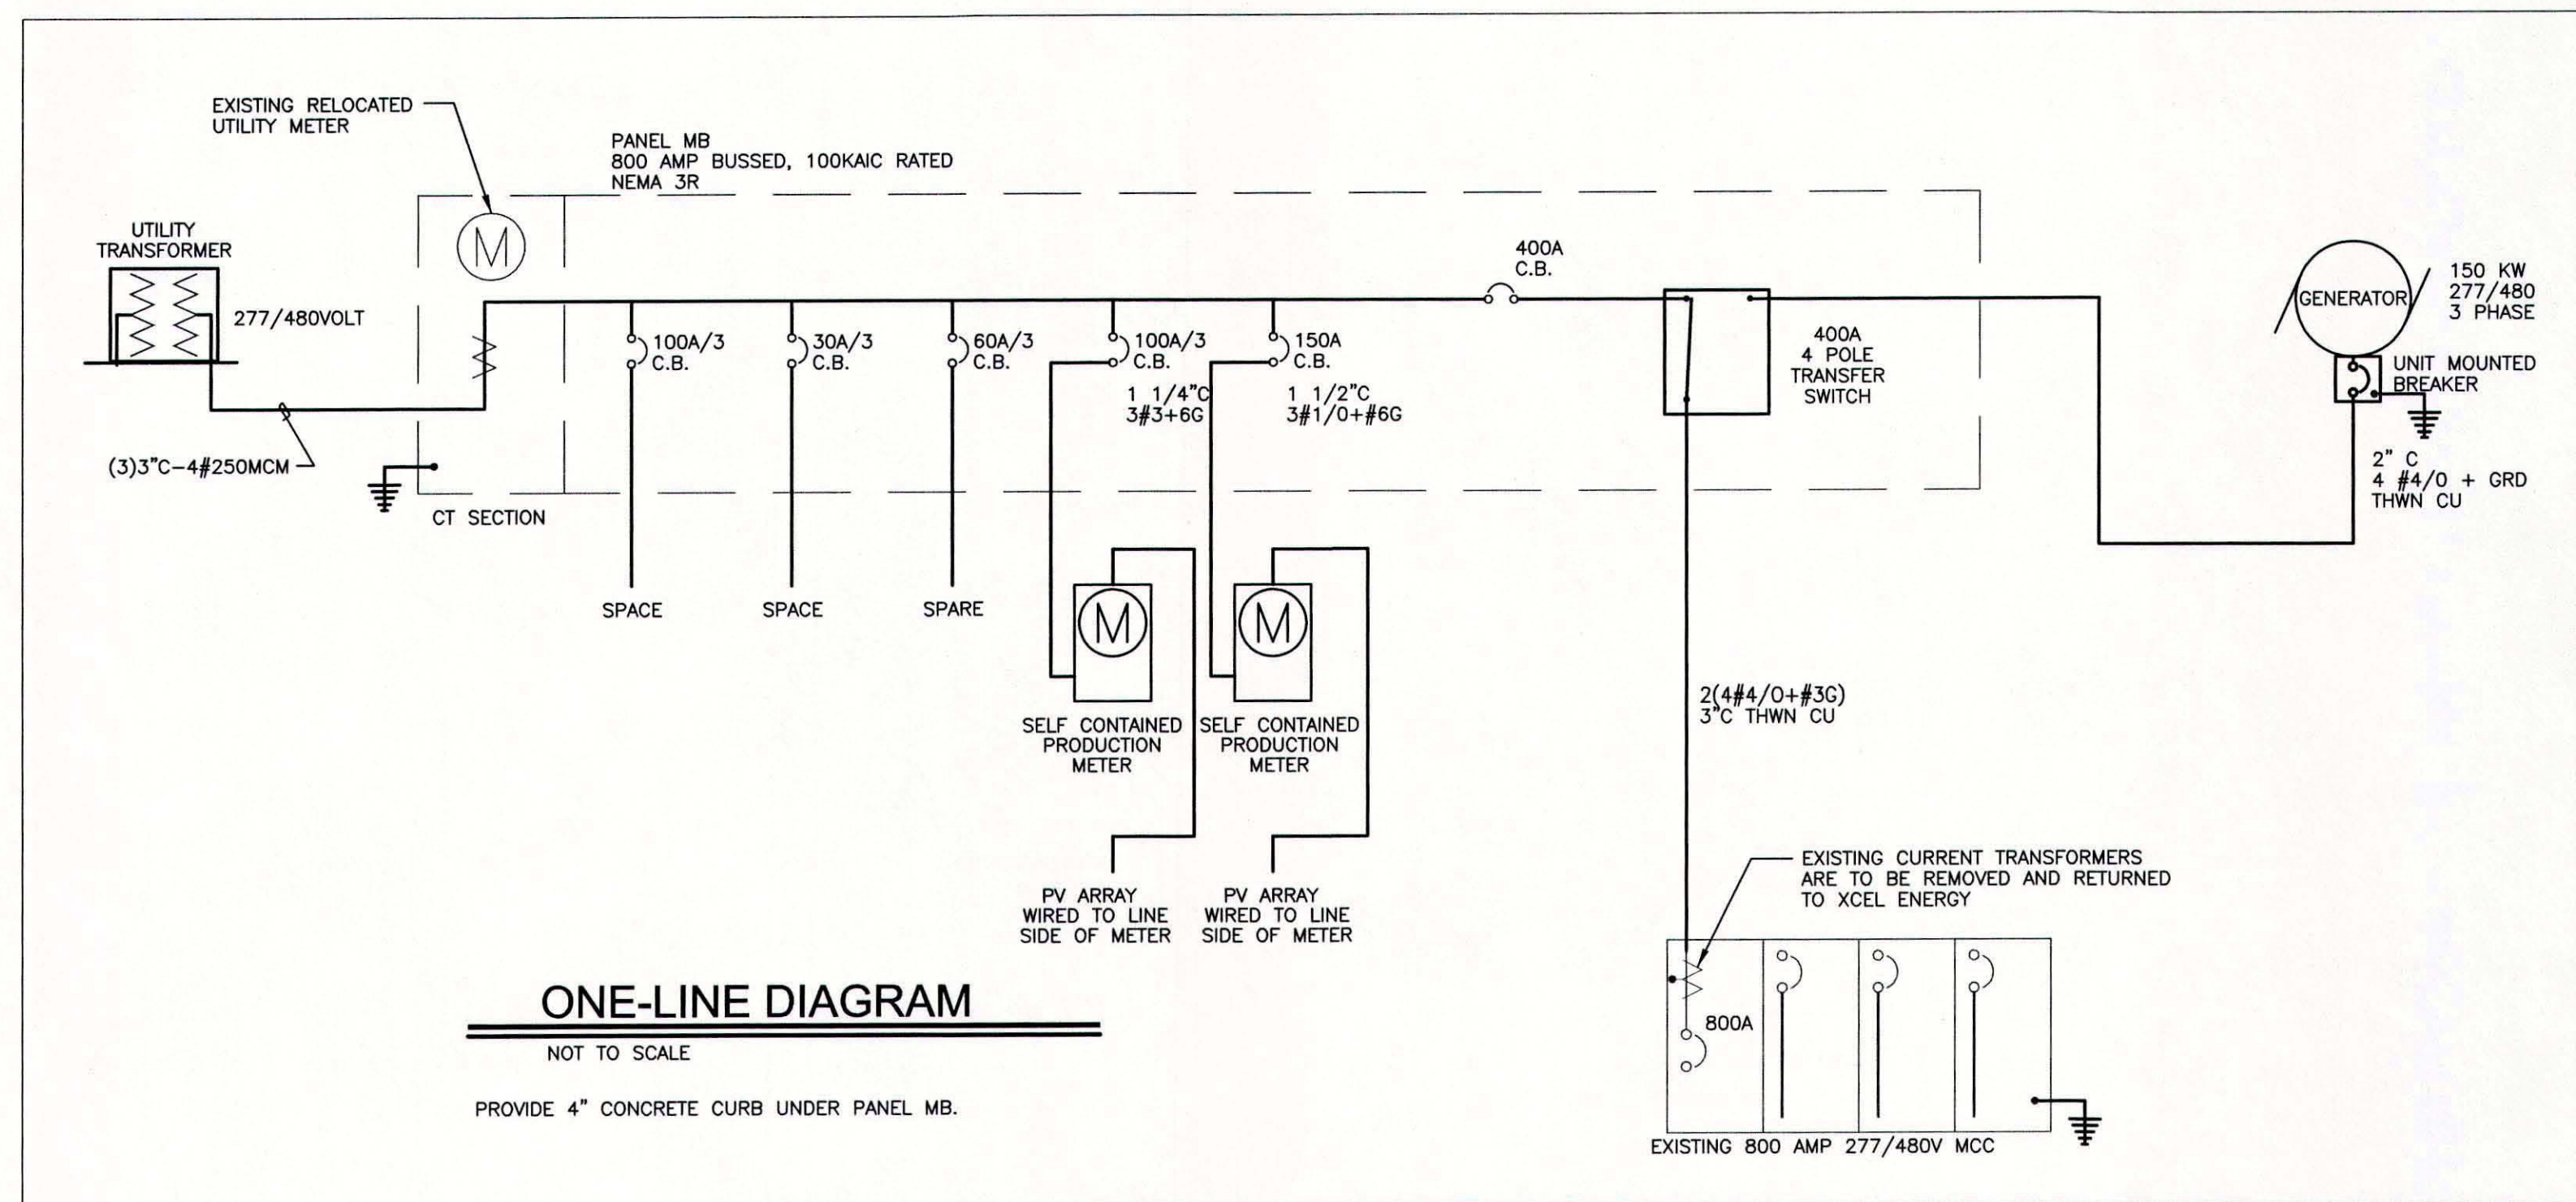 EXISTING RELOCATED
UTILITY METER
PANEL MB
800 AMP BUSSED, 100KAIC RATED
NEMA 3R
UTILITY
TRANSFORMER
277/480VOLT
M
(3)3"C-4#250MCM
CT SECTION
100A/3
C.B.
30A/3
C.B.
60A/3
C.B.
100A/3
C.B.
1 1/4"C
3#3+6G
150A
C.B.
1 1/2"C
3#1/0+#6G
400A
C.B.
400A
4 POLE
TRANSFER
SWITCH
GENERATOR
150 KW
277/480
3 PHASE
UNIT MOUNTED
BREAKER
2" C
4 #4/0 + GRD
THWN CU
SPACE
SPACE
SPARE
M
M
SELF CONTAINED
PRODUCTION
METER
SELF CONTAINED
PRODUCTION
METER
PV ARRAY
WIRED TO LINE
SIDE OF METER
PV ARRAY
WIRED TO LINE
SIDE OF METER
2(4#4/0+#3G)
3"C THWN CU
EXISTING CURRENT TRANSFORMERS
ARE TO BE REMOVED AND RETURNED
TO XCEL ENERGY
800A
EXISTING 800 AMP 277/480V MCC
ONE-LINE DIAGRAM
NOT TO SCALE
PROVIDE 4" CONCRETE CURB UNDER PANEL MB.